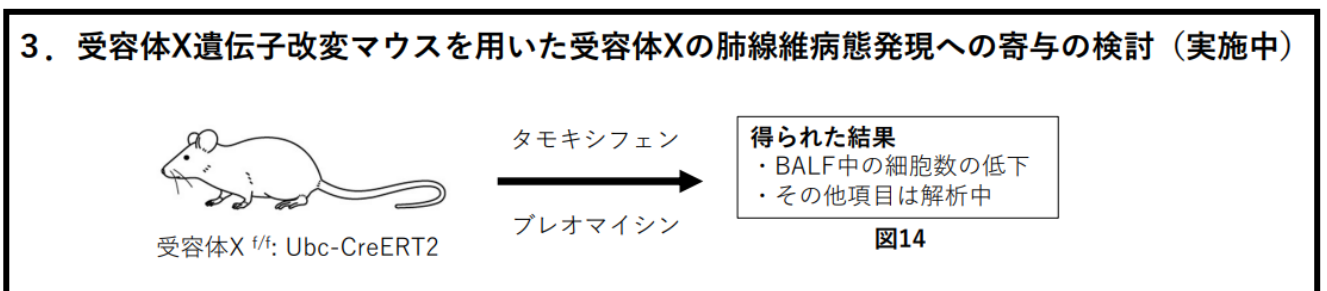 3．受容体X遺伝子改変マウスを用いた受容体Xの肺線維病態発現への寄与の検討（実施中）
タモキシフェン
ブレオマイシン
受容体X f/f: Ubc-CreERT2
得られた結果
・BALF中の細胞数の低下
・その他項目は解析中
図14